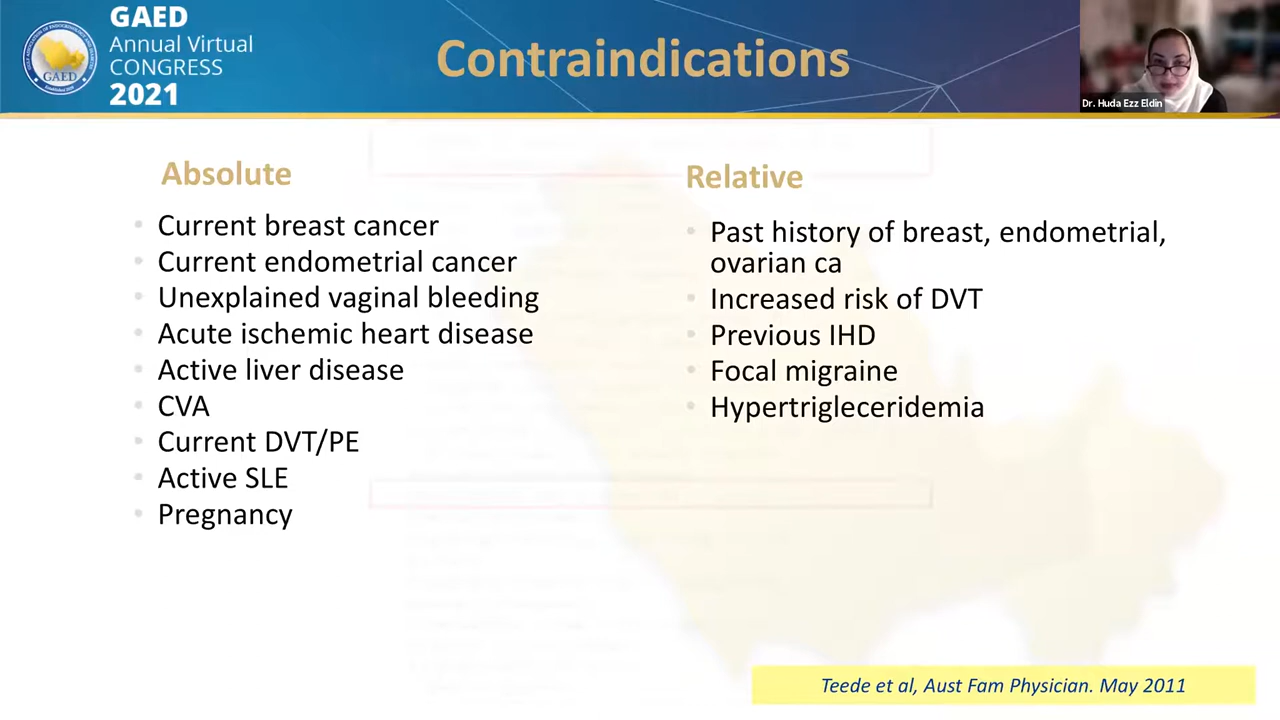 GAED
Annual Virtual
CONGRESS
2021
GAED
Contraindications
Dr. Huda Ezz Eldin
Absolute
• Current breast cancer
• Current endometrial cancer
• Unexplained vaginal bleeding
• Acute ischemic heart disease
• Active liver disease
• CVA
• Current DVT/PE
• Active SLE
• Pregnancy
Relative
• Past history of breast, endometrial,
ovarian ca
• Increased risk of DVT
• Previous IHD
• Focal migraine
• Hypertrigleceridemia
Teede et al, Aust Fam Physician. May 2011